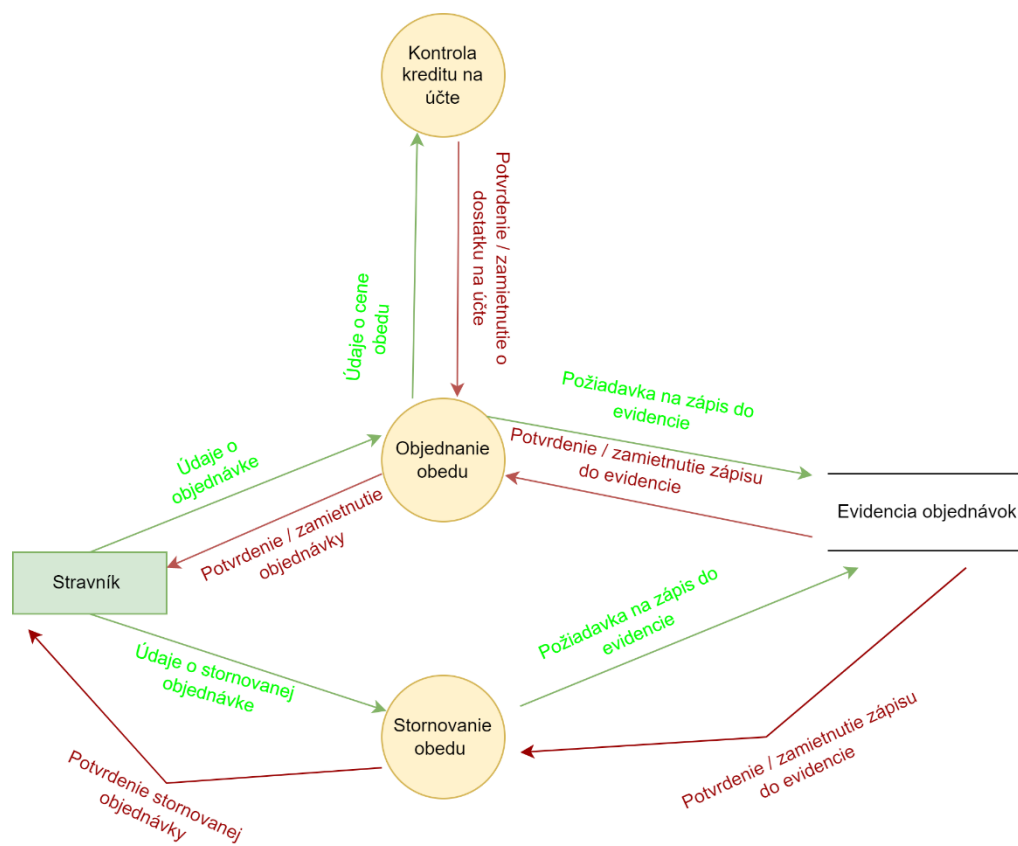 Kontrola
kreditu na
účte
Potvrdenie / zamietnutie o
dostatku na účte
Údaje o cene
obedu
Požiadavka na zápis do
evidencie
Údaje o
objednávke
Objednanie
obedu
Potvrdenie / zamietnutie zápisu
do evidencie
Evidencia objednávok
Potvrdenie / zamietnutie
objednávky
Stravník
Požiadavka na zápis do
evidencie
Údaje o stornovanej
objednávke
Stornovanie
obedu
Potvrdenie / zamietnutie zápisu
do evidencie
Potvrdenie stornovanej
objednávky